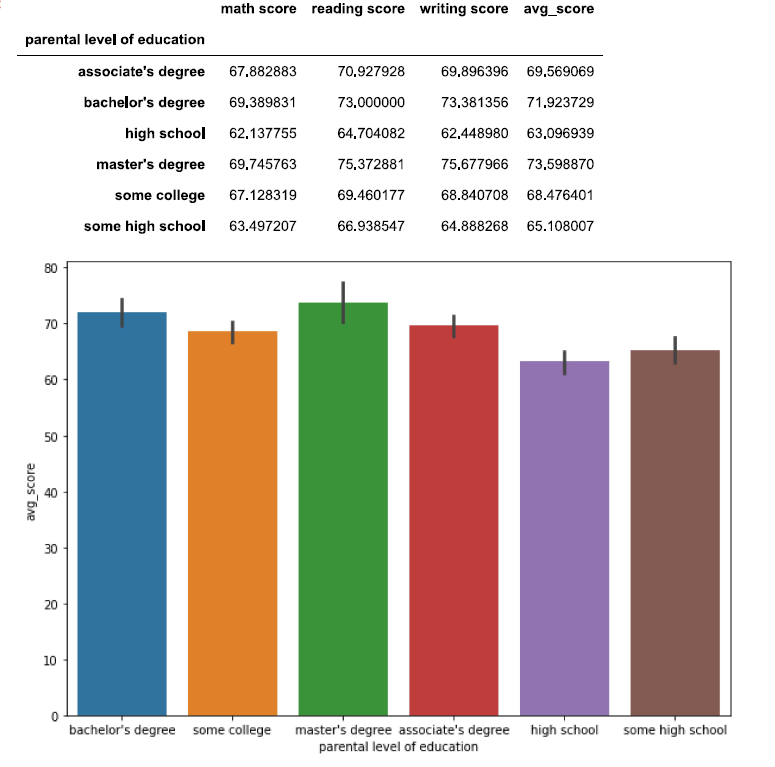 math score reading score writing score avg_score
parental level of education
associate's degree 67.882883 70.927928 69.896396 69.569069
bachelor's degree 69.389831 73.000000 73.381356 71.923729
high school 62.137755 64.704082 62.448980 63.096939
master's degree 69.745763 75.372881 75.677966 73.598870
some college 67.128319 69.460177 68.840708 68.476401
some high school 63.497207 66.938547 64.888268 65.108007
80
70
60
50
40
30
20
10
0
avg_score
bachelor's degree some college master's degree associate's degree high school some high school
parental level of education